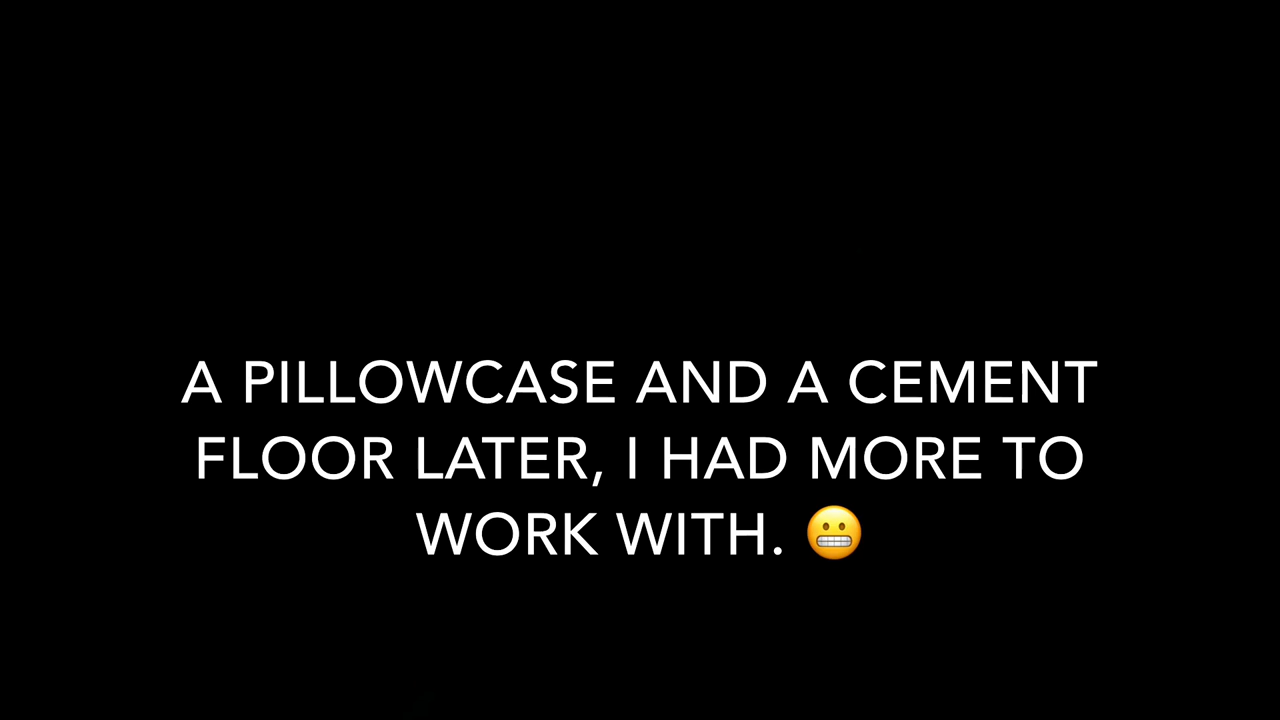 A PILLOWCASE AND A CEMENT
FLOOR LATER, I HAD MORE TO
WORK WITH. 😬